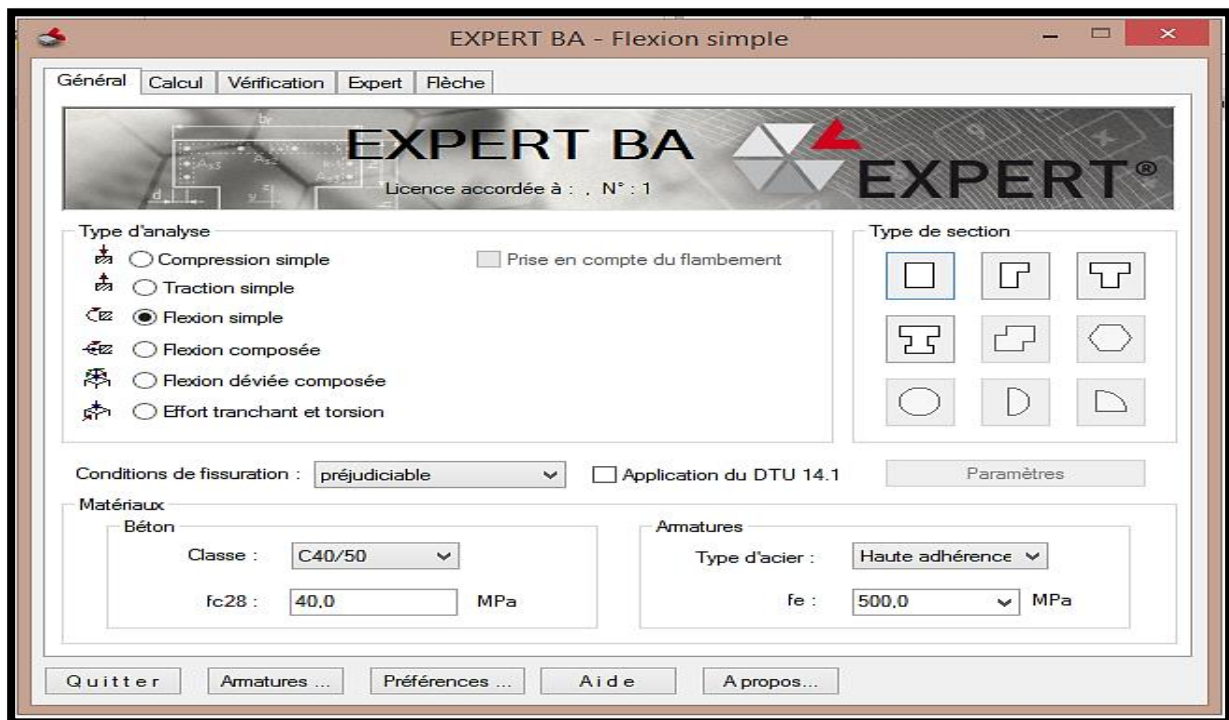 EXPERT BA - Flexion simple
Général Calcul Vérification Expert Flèche
EXPERT BA
EXPERT®
Licence accordée à : , N° : 1
Type d'analyse
Compression simple
Prise en compte du flambement
Traction simple
Flexion simple
Flexion composée
Flexion déviée composée
Effort tranchant et torsion
Type de section
Conditions de fissuration : préjudiciable
Application du DTU 14.1
Paramètres
Matériaux
Béton
Classe : C40/50
fc28 : 40,0 MPa
Armatures
Type d'acier : Haute adhérence
fe : 500,0 MPa
Quitter Armatures ... Préférences ... Aide A propos...